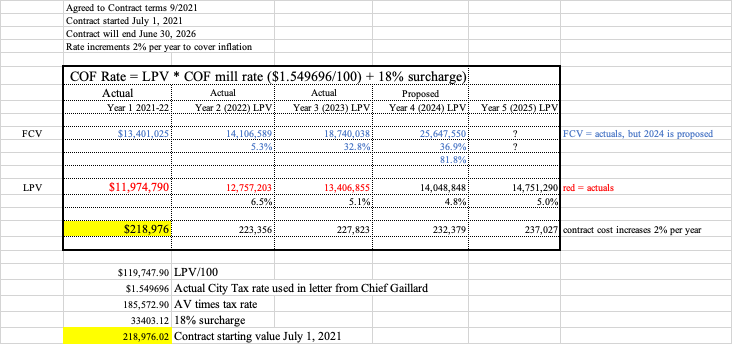 Agreed to Contract terms 9/2021
Contract started July 1, 2021
Contract will end June 30, 2026
Rate increments 2% per year to cover inflation
COF Rate = LPV * COF mill rate ($1.549696/100) + 18% surcharge)
Actual Actual Actual Proposed
Year 1 2021-22 Year 2 (2022) LPV Year 3 (2023) LPV Year 4 (2024) LPV Year 5 (2025) LPV
FCV $13,401,025 14,106,589 18,740,038 25,647,550 ? FCV = actuals, but 2024 is proposed
5.3% 32.8% 36.9% ?
81.8%
LPV $11,974,790 12,757,203 13,406,855 14,048,848 14,751,290 red = actuals
6.5% 5.1% 4.8% 5.0%
$218,976 223,356 227,823 232,379 237,027 contract cost increases 2% per year
$119,747.90 LPV/100
$1.549696 Actual City Tax rate used in letter from Chief Gaillard
185,572.90 AV times tax rate
33403.12 18% surcharge
218,976.02 Contract starting value July 1, 2021